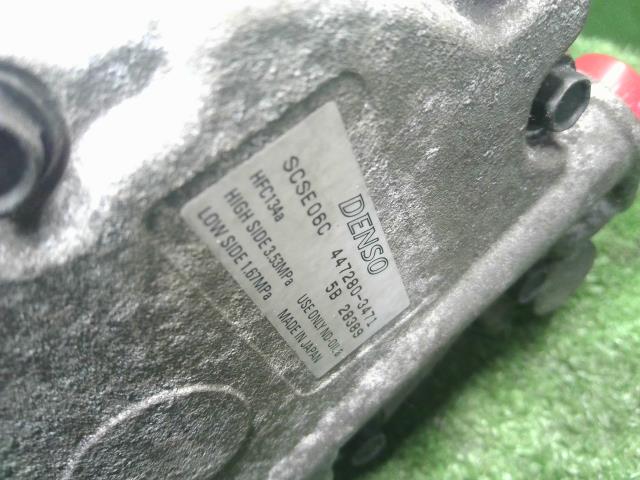 DENSO
SCSE06C 447280-3471
HFC134a 5B 28389
HIGH SIDE 3.53MPa USE ONLY ND-OIL 8
LOW SIDE 1.67MPa MADE IN JAPAN